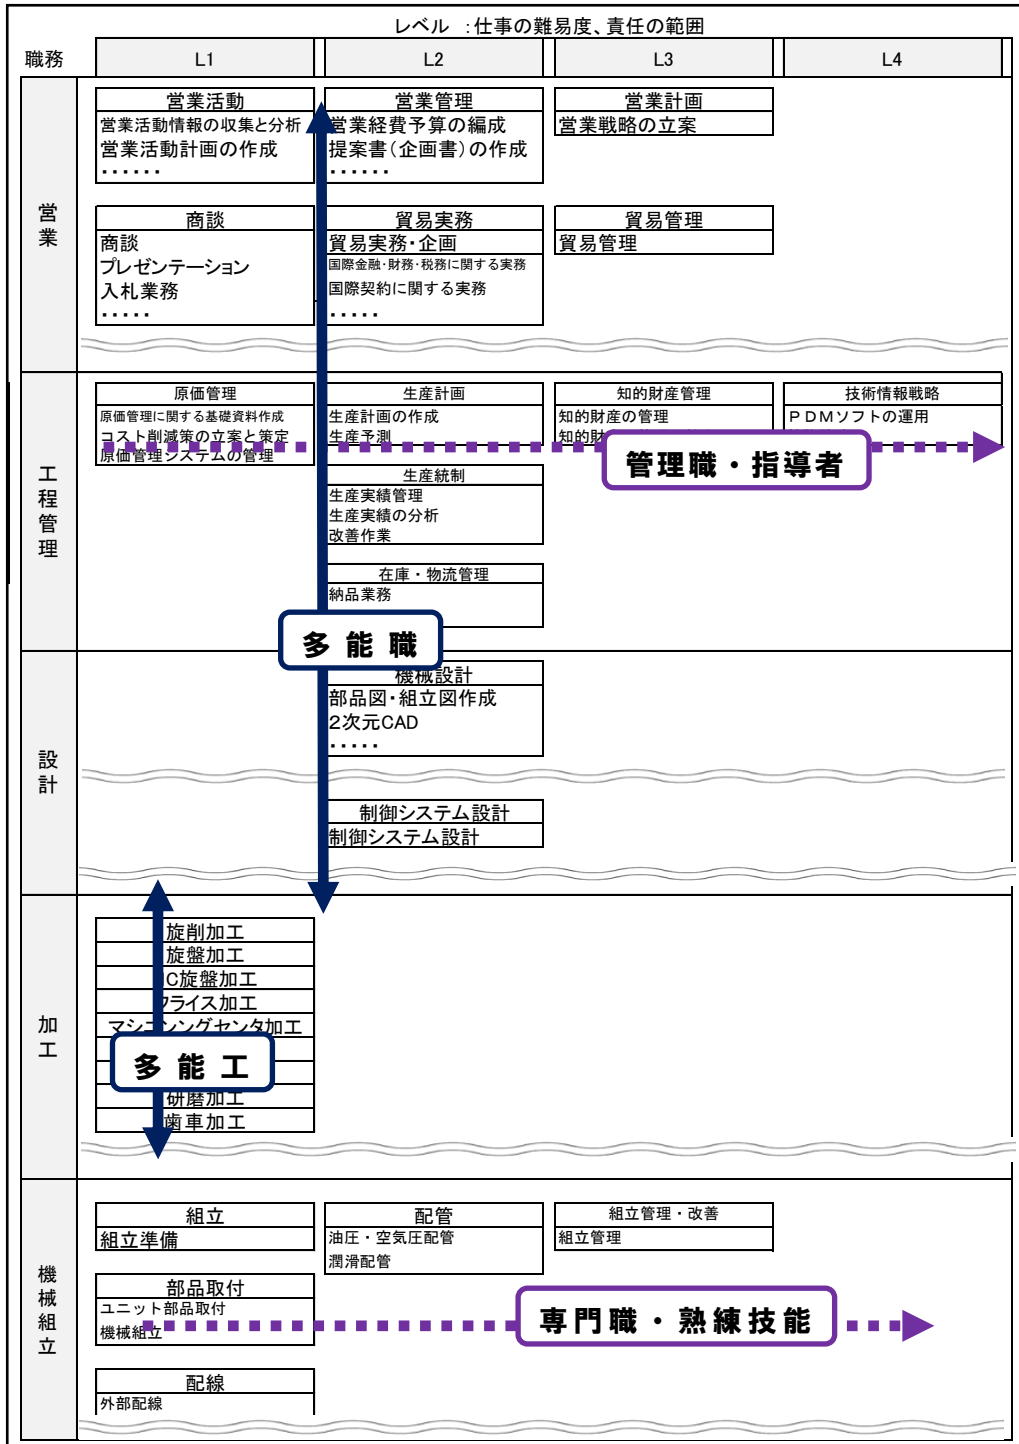 レベル ：仕事の難易度、責任の範囲
職務
L1
L2
L3
L4
営業
営業活動
営業活動情報の収集と分析
営業活動計画の作成
・・・・・・
営業管理
営業経費予算の編成
提案書(企画書)の作成
・・・・・・
営業計画
営業戦略の立案
商談
商談
プレゼンテーション
入札業務
・・・・・
貿易実務
貿易実務・企画
国際金融・財務・税務に関する実務
国際契約に関する実務
・・・・・
貿易管理
貿易管理
工程管理
原価管理
原価管理に関する基礎資料作成
コスト削減策の立案と策定
原価管理システムの管理
生産計画
生産計画の作成
生産予測
知的財産管理
知的財産の管理
知的財
技術情報戦略
ＰＤＭソフトの運用
管理職・指導者
生産統制
生産実績管理
生産実績の分析
改善作業
在庫・物流管理
納品業務
多能職
設計
機械設計
部品図・組立図作成
2次元CAD
・・・・・
制御システム設計
制御システム設計
加工
旋削加工
旋盤加工
C旋盤加工
フライス加工
マシニングセンタ加工
多能工
研磨加工
歯車加工
機械組立
組立
組立準備
配管
油圧・空気圧配管
潤滑配管
組立管理・改善
組立管理
部品取付
ユニット部品取付
機械組立
専門職・熟練技能
配線
外部配線